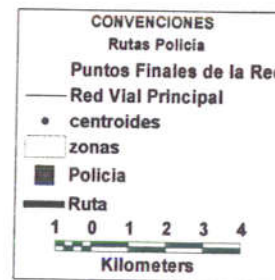 CONVENCIONES
Rutas Policía
Puntos Finales de la Red
Red Vial Principal
centroides
zonas
Policia
Ruta
1 0 1 2 3 4
Kilometers